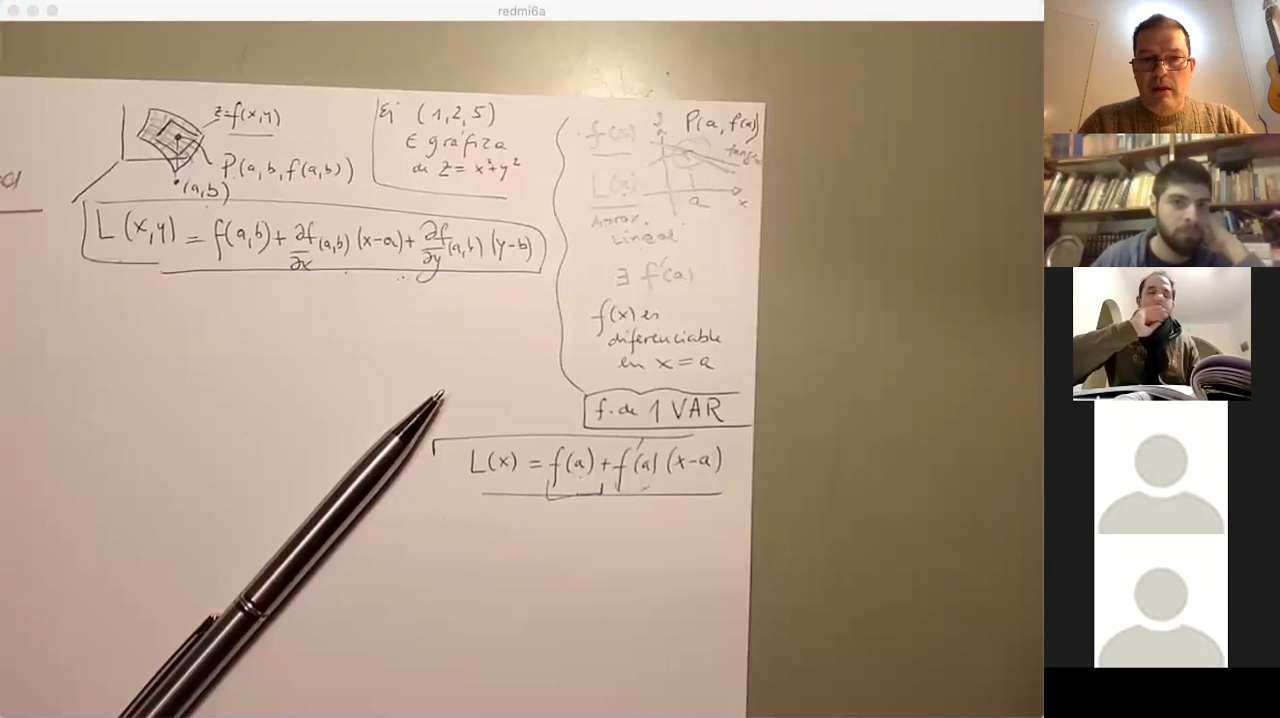 redmi6a
z=f(x,y)
P(a, b, f(a,b))
(a,b)
Ej (1,2,5)
∈ gráfica
de z = x²+y²
L(x,y) = f(a,b) + ∂f/∂x (a,b) (x-a) + ∂f/∂y (a,b) (y-b)
f(x)
P(a, f(a))
L(x)
a
x
Aprox.
Lineal
∃ f'(a)
f(x) es
diferenciable
en x = a
f. de 1 VAR
L(x) = f(a) + f'(a) (x-a)